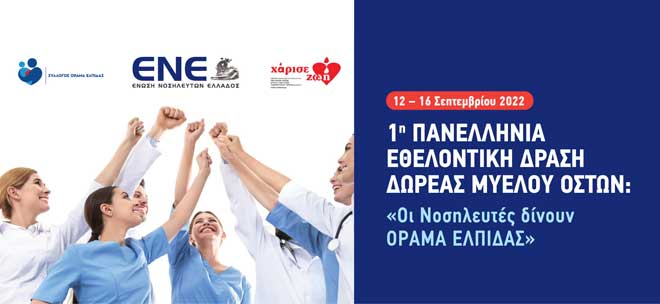 ΣΥΛΛΟΓΟΣ ΟΡΑΜΑ ΕΛΠΙΔΑΣ
ΕΝΕ
ΕΝΩΣΗ ΝΟΣΗΛΕΥΤΩΝ ΕΛΛΑΔΟΣ
χάρισε
ζωή
12 – 16 Σεπτεμβρίου 2022
1η ΠΑΝΕΛΛΗΝΙΑ
ΕΘΕΛΟΝΤΙΚΗ ΔΡΑΣΗ
ΔΩΡΕΑΣ ΜΥΕΛΟΥ ΟΣΤΩΝ:
«Οι Νοσηλευτές δίνουν
ΟΡΑΜΑ ΕΛΠΙΔΑΣ»